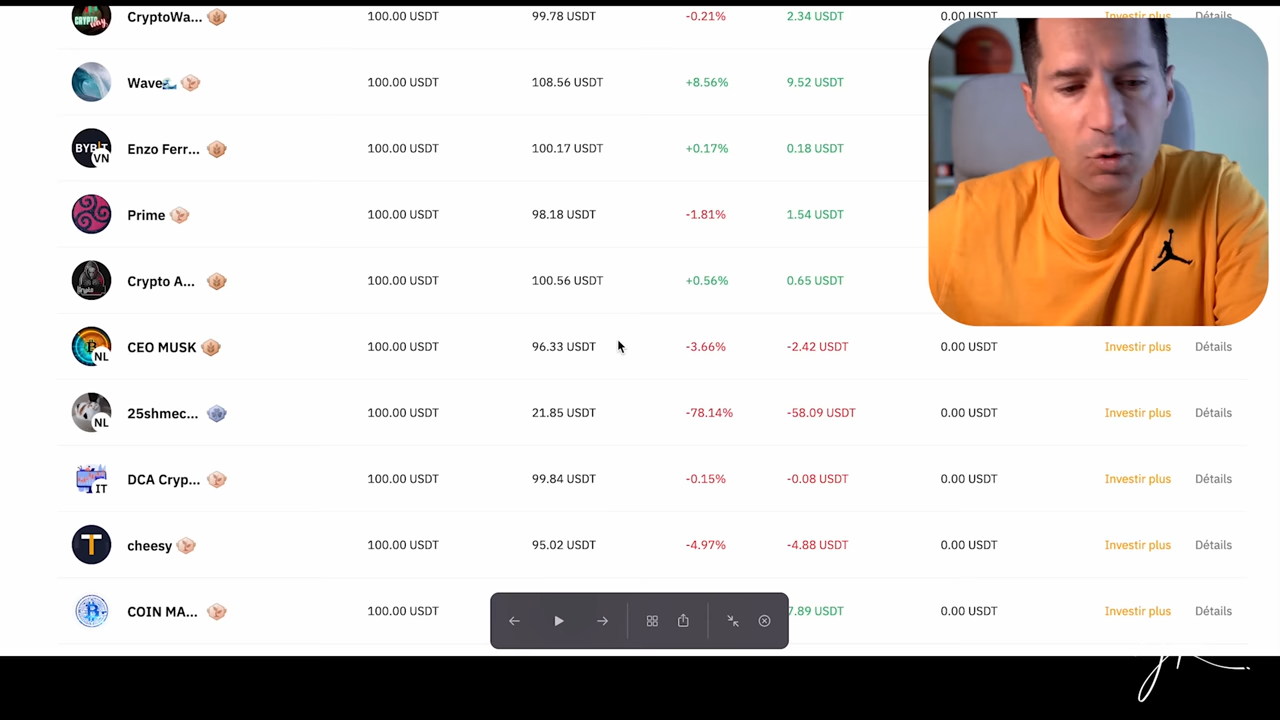 CryptoWa... 100.00 USDT 99.78 USDT -0.21% 2.34 USDT 0.00 USDT Investir plus Détails
Wave 100.00 USDT 108.56 USDT +8.56% 9.52 USDT
BYBIT VN Enzo Ferr... 100.00 USDT 100.17 USDT +0.17% 0.18 USDT
Prime 100.00 USDT 98.18 USDT -1.81% 1.54 USDT
Crypto A... 100.00 USDT 100.56 USDT +0.56% 0.65 USDT
NL CEO MUSK 100.00 USDT 96.33 USDT -3.66% -2.42 USDT 0.00 USDT Investir plus Détails
NL 25shmec... 100.00 USDT 21.85 USDT -78.14% -58.09 USDT 0.00 USDT Investir plus Détails
IT DCA Cryp... 100.00 USDT 99.84 USDT -0.15% -0.08 USDT 0.00 USDT Investir plus Détails
T cheesy 100.00 USDT 95.02 USDT -4.97% -4.88 USDT 0.00 USDT Investir plus Détails
COIN MA... 100.00 USDT 7.89 USDT 0.00 USDT Investir plus Détails